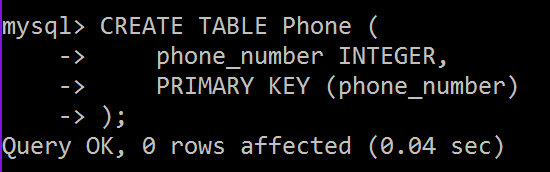 mysql> CREATE TABLE Phone (
    ->     phone_number INTEGER,
    ->     PRIMARY KEY (phone_number)
    -> );
Query OK, 0 rows affected (0.04 sec)